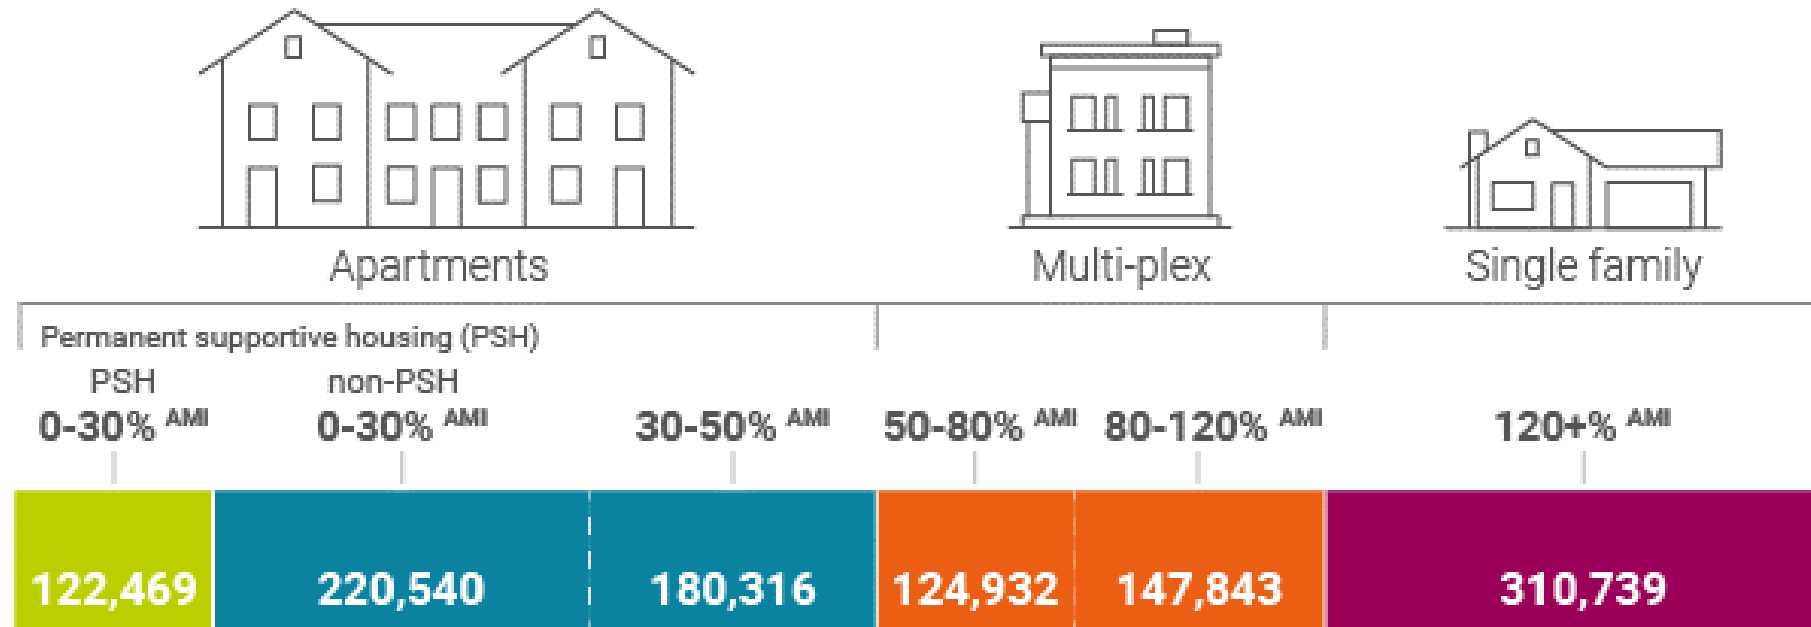 Apartments Multi-plex Single family
Permanent supportive housing (PSH)
PSH non-PSH
0-30% AMI 0-30% AMI 30-50% AMI 50-80% AMI 80-120% AMI 120+% AMI
122,469 220,540 180,316 124,932 147,843 310,739